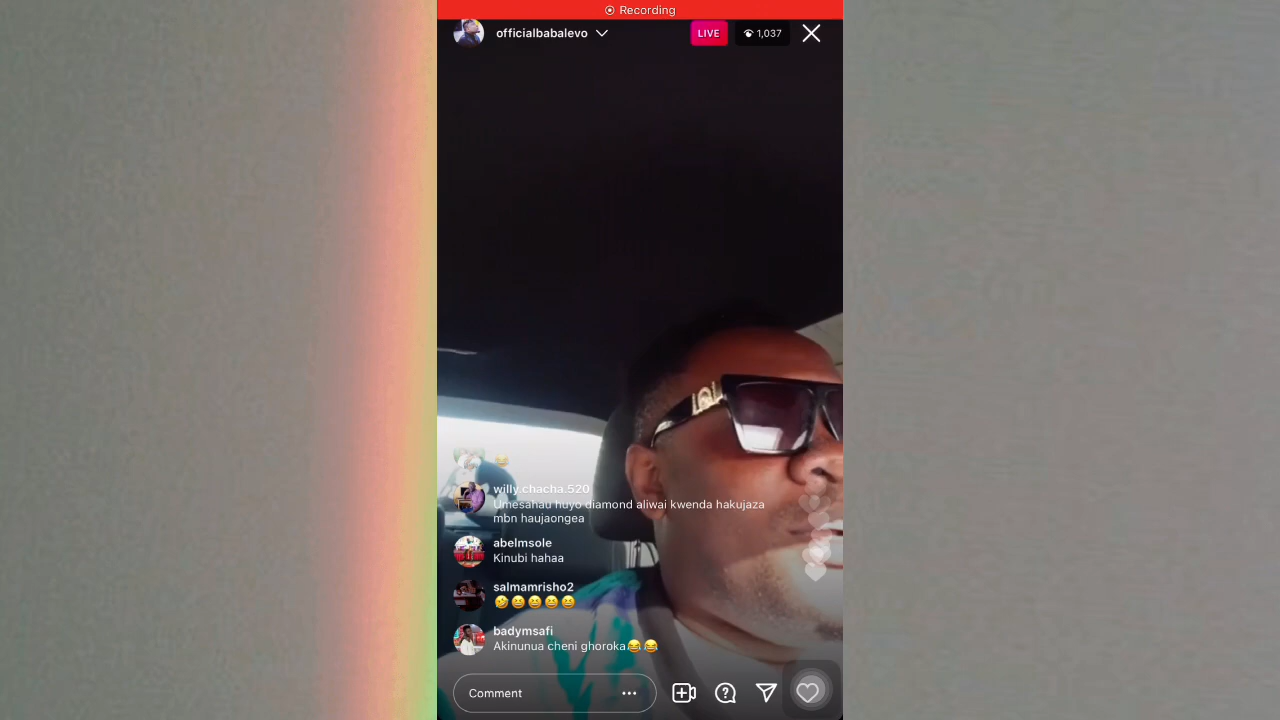 Recording
officialbabalevo
LIVE
1,037
😂
willy.chacha.520
Umesahau huyo diamond aliwai kwenda hakujaza
mbn haujaongea
abelmsole
Kinubi hahaa
salmamrisho2
🤣😆😆😆😆
badymsafi
Akinunua cheni ghoroka😂😂
Comment